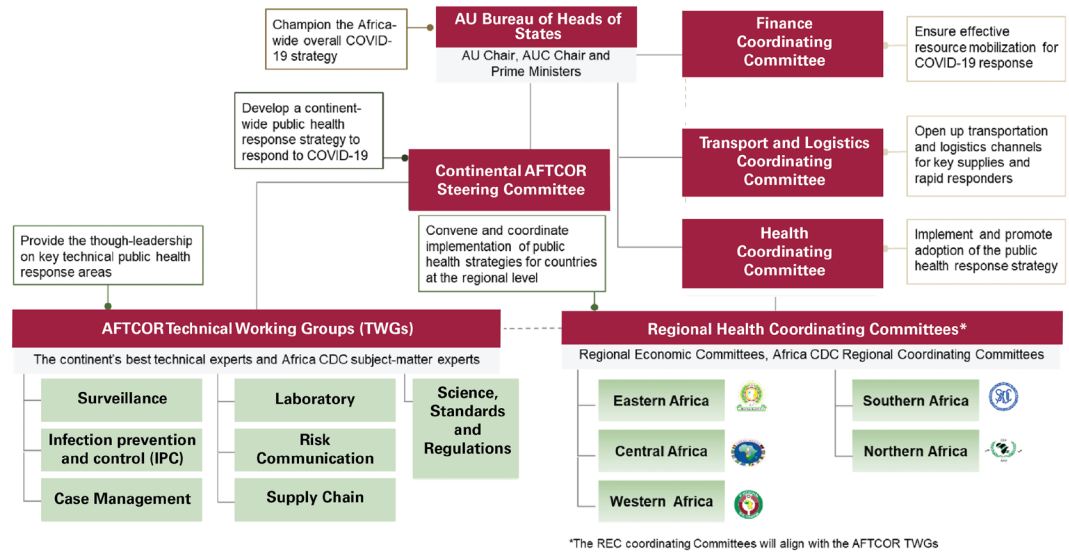 Champion the Africa-
wide overall COVID-
19 strategy
AU Bureau of Heads of
States
AU Chair, AUC Chair and
Prime Ministers
Finance
Coordinating
Committee
Ensure effective
resource mobilization for
COVID-19 response
Develop a continent-
wide public health
response strategy to
respond to COVID-19
Continental AFTCOR
Steering Committee
Transport and Logistics
Coordinating
Committee
Open up transportation
and logistics channels
for key supplies and
rapid responders
Provide the though-leadership
on key technical public health
response areas
Convene and coordinate
implementation of public
health strategies for countries
at the regional level
Health
Coordinating
Committee
Implement and promote
adoption of the public
health response strategy
AFTCOR Technical Working Groups (TWGs)
The continent's best technical experts and Africa CDC subject-matter experts
Surveillance
Infection prevention
and control (IPC)
Case Management
Laboratory
Risk
Communication
Supply Chain
Science,
Standards
and
Regulations
Regional Health Coordinating Committees*
Regional Economic Committees, Africa CDC Regional Coordinating Committees
Eastern Africa
Central Africa
Western Africa
Southern Africa
Northern Africa
*The REC coordinating Committees will align with the AFTCOR TWGs